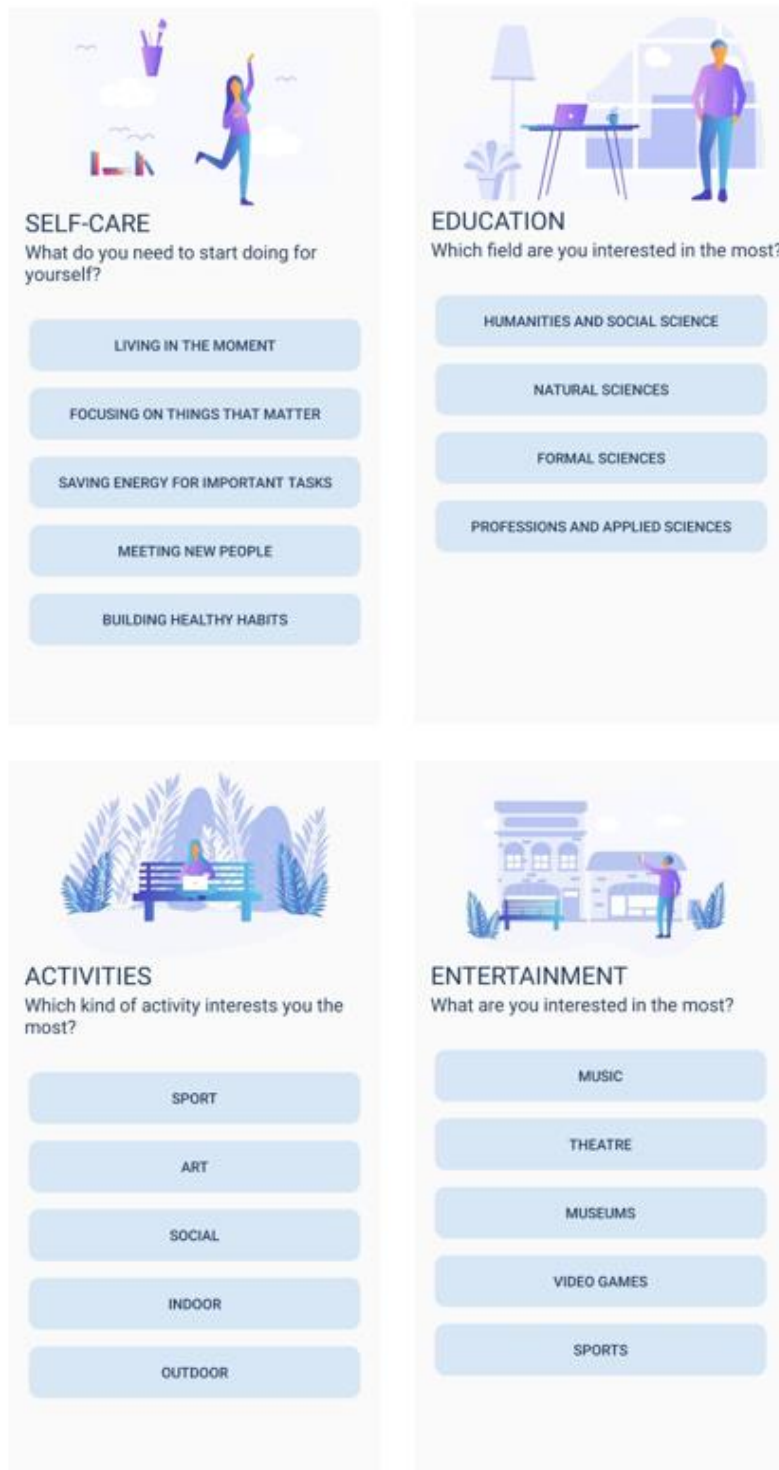 SELF-CARE
What do you need to start doing for
yourself?
LIVING IN THE MOMENT
FOCUSING ON THINGS THAT MATTER
SAVING ENERGY FOR IMPORTANT TASKS
MEETING NEW PEOPLE
BUILDING HEALTHY HABITS
EDUCATION
Which field are you interested in the most?
HUMANITIES AND SOCIAL SCIENCE
NATURAL SCIENCES
FORMAL SCIENCES
PROFESSIONS AND APPLIED SCIENCES
ACTIVITIES
Which kind of activity interests you the
most?
SPORT
ART
SOCIAL
INDOOR
OUTDOOR
ENTERTAINMENT
What are you interested in the most?
MUSIC
THEATRE
MUSEUMS
VIDEO GAMES
SPORTS